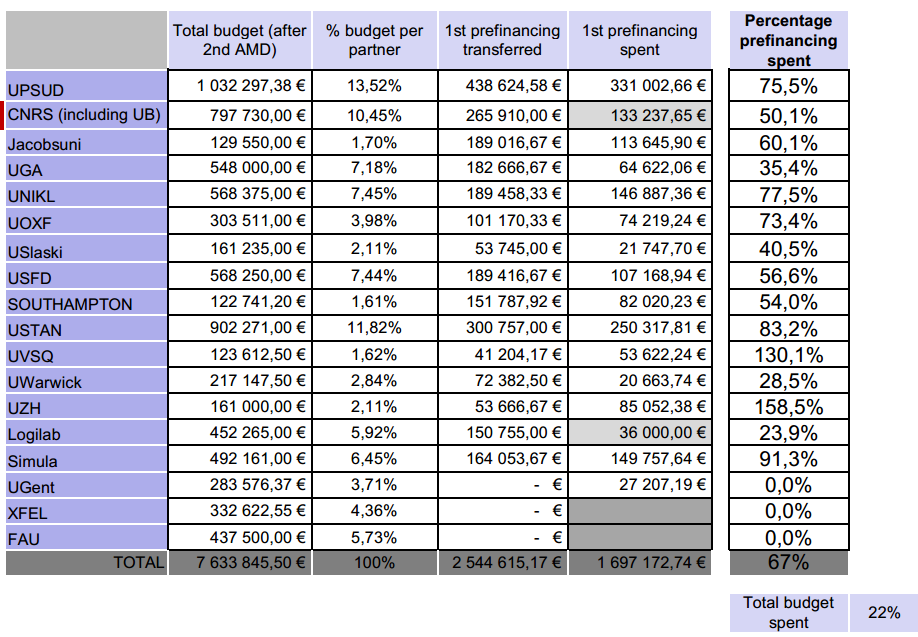 Total budget (after 2nd AMD) % budget per partner 1st prefinancing transferred 1st prefinancing spent Percentage prefinancing spent
UPSUD 1 032 297,38 € 13,52% 438 624,58 € 331 002,66 € 75,5%
CNRS (including UB) 797 730,00 € 10,45% 265 910,00 € 133 237,65 € 50,1%
Jacobsuni 129 550,00 € 1,70% 189 016,67 € 113 645,90 € 60,1%
UGA 548 000,00 € 7,18% 182 666,67 € 64 622,06 € 35,4%
UNIKL 568 375,00 € 7,45% 189 458,33 € 146 887,36 € 77,5%
UOXF 303 511,00 € 3,98% 101 170,33 € 74 219,24 € 73,4%
USlaski 161 235,00 € 2,11% 53 745,00 € 21 747,70 € 40,5%
USFD 568 250,00 € 7,44% 189 416,67 € 107 168,94 € 56,6%
SOUTHAMPTON 122 741,20 € 1,61% 151 787,92 € 82 020,23 € 54,0%
USTAN 902 271,00 € 11,82% 300 757,00 € 250 317,81 € 83,2%
UVSQ 123 612,50 € 1,62% 41 204,17 € 53 622,24 € 130,1%
UWarwick 217 147,50 € 2,84% 72 382,50 € 20 663,74 € 28,5%
UZH 161 000,00 € 2,11% 53 666,67 € 85 052,38 € 158,5%
Logilab 452 265,00 € 5,92% 150 755,00 € 36 000,00 € 23,9%
Simula 492 161,00 € 6,45% 164 053,67 € 149 757,64 € 91,3%
UGent 283 576,37 € 3,71% - € 27 207,19 € 0,0%
XFEL 332 622,55 € 4,36% - € 0,0%
FAU 437 500,00 € 5,73% - € 0,0%
TOTAL 7 633 845,50 € 100% 2 544 615,17 € 1 697 172,74 € 67%
Total budget spent 22%